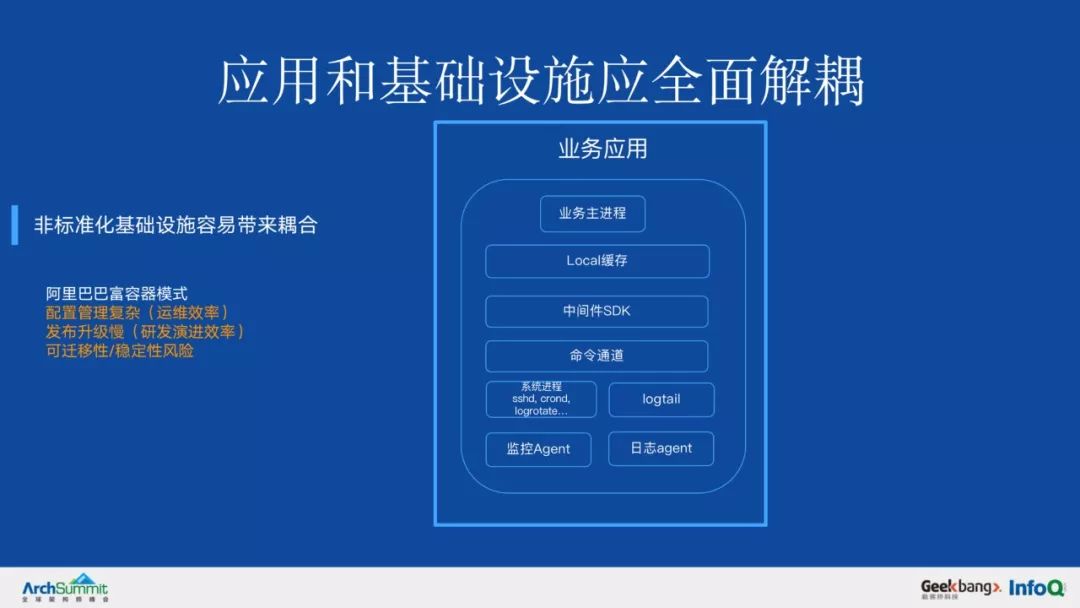 应用和基础设施应全面解耦
非标准化基础设施容易带来耦合
阿里巴巴富容器模式
配置管理复杂（运维效率）
发布升级慢（研发演进效率）
可迁移性/稳定性风险
业务应用
业务主进程
Local缓存
中间件SDK
命令通道
系统进程
sshd, crond,
logrotate...
logtail
监控Agent
日志agent
ArchSummit
全球架构师峰会
Geekbang>.
极客邦科技
InfoQ